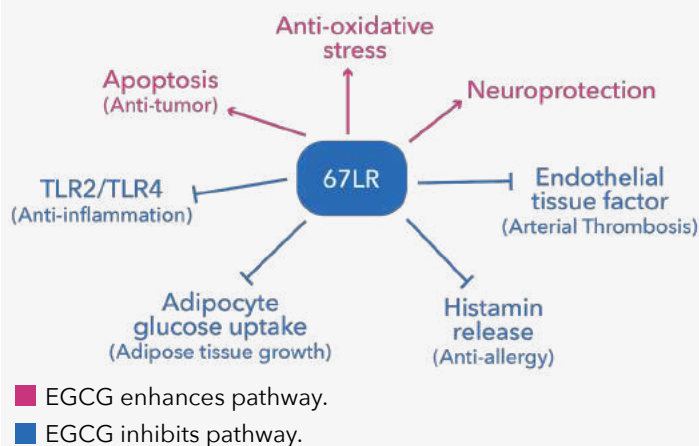 Anti-oxidative
stress
Apoptosis
(Anti-tumor)
Neuroprotection
67LR
TLR2/TLR4
(Anti-inflammation)
Endothelial
tissue factor
(Arterial Thrombosis)
Adipocyte
glucose uptake
(Adipose tissue growth)
Histamin
release
(Anti-allergy)
EGCG enhances pathway.
EGCG inhibits pathway.